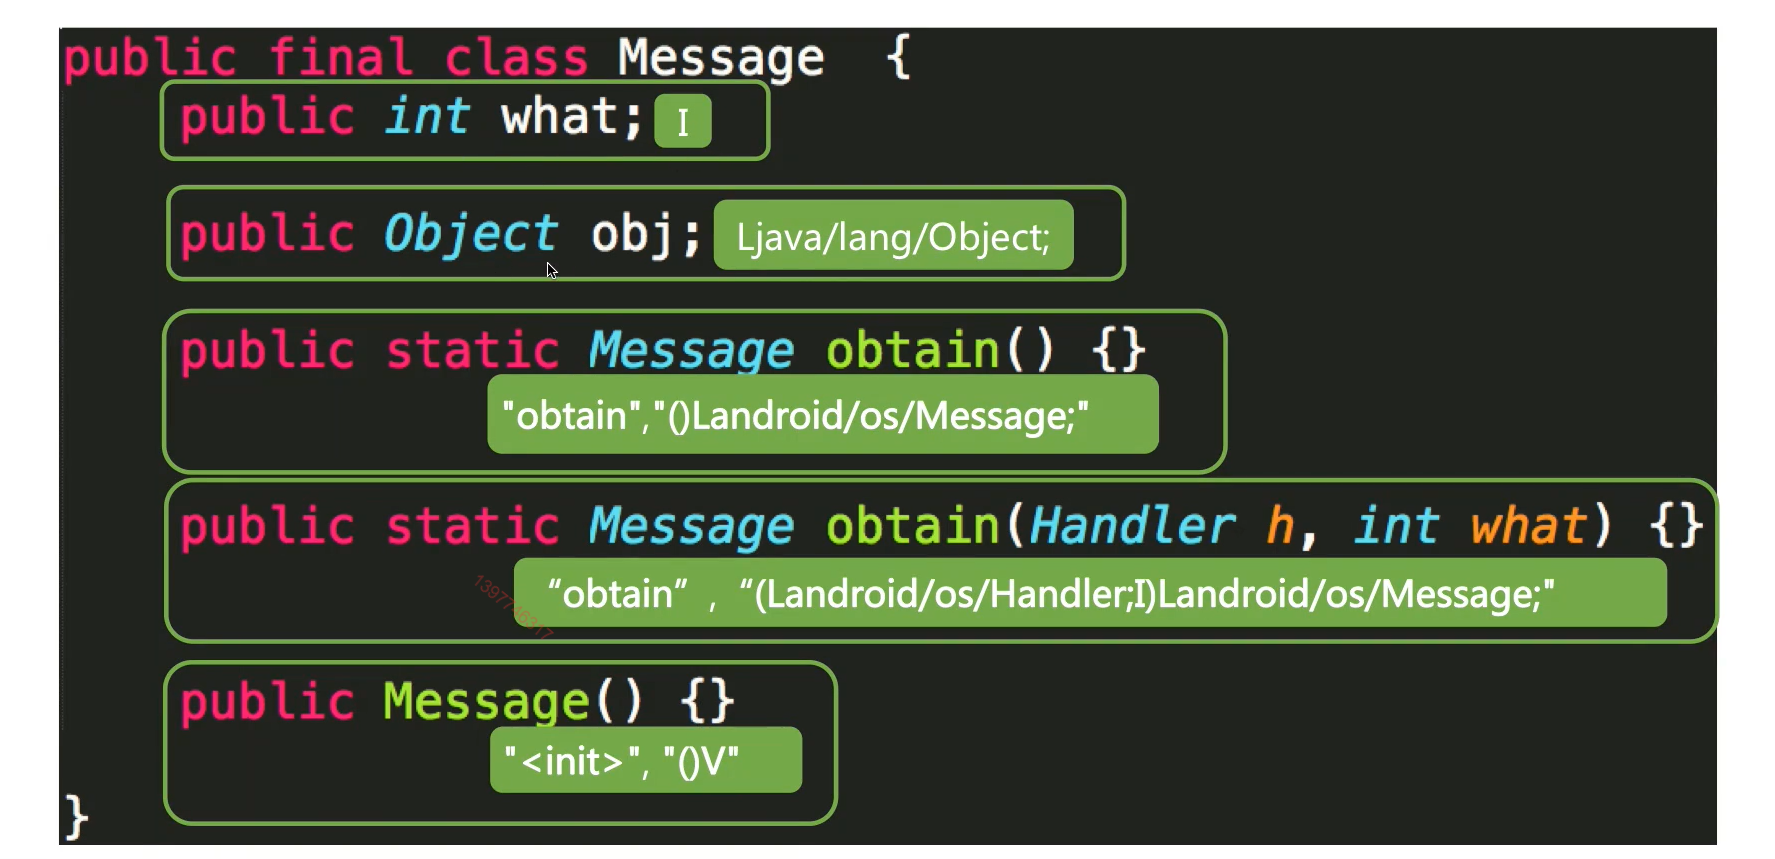 public final class Message {
public int what; I
public Object obj; Ljava/lang/Object;
public static Message obtain() {}
"obtain","()Landroid/os/Message;"
public static Message obtain(Handler h, int what) {}
“obtain” , “(Landroid/os/Handler;I)Landroid/os/Message;"
public Message() {}
"<init>", "()V"
}